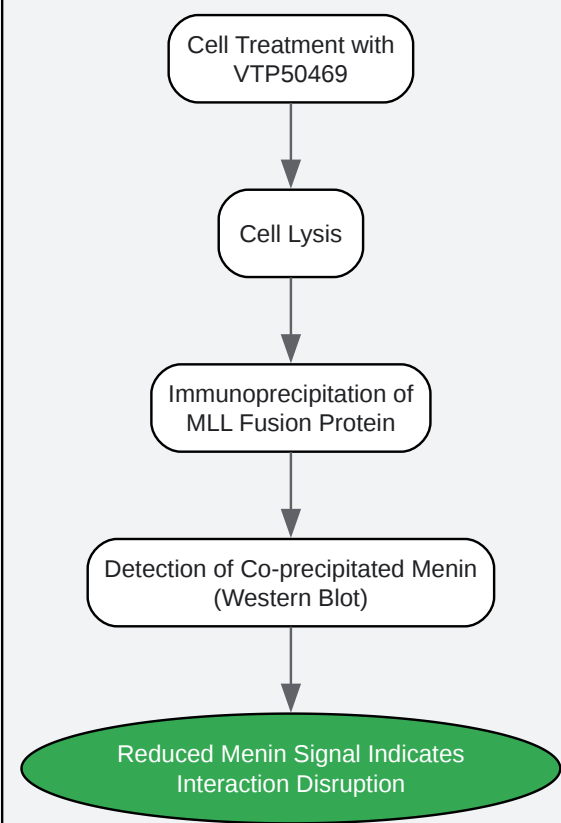 Cell Treatment with
VTP50469
Cell Lysis
Immunoprecipitation of
MLL Fusion Protein
Detection of Co-precipitated Menin
(Western Blot)
Reduced Menin Signal Indicates
Interaction Disruption